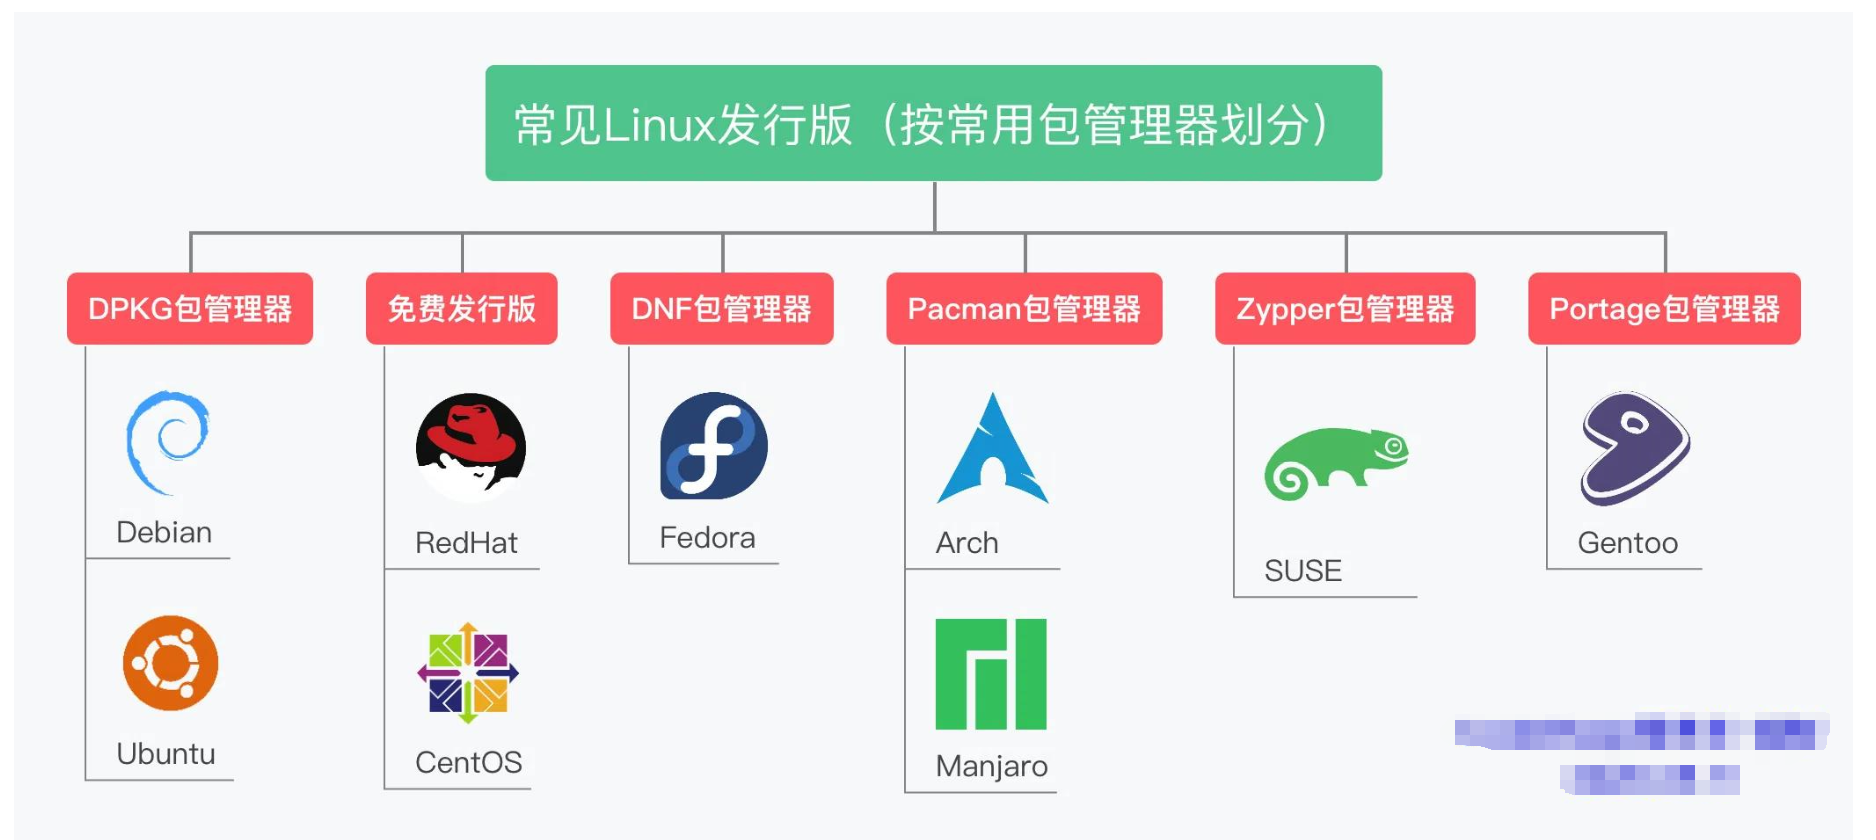 常见Linux发行版（按常用包管理器划分）
DPKG包管理器
免费发行版
DNF包管理器
Pacman包管理器
Zypper包管理器
Portage包管理器
Debian
RedHat
Fedora
Arch
SUSE
Gentoo
Ubuntu
CentOS
Manjaro